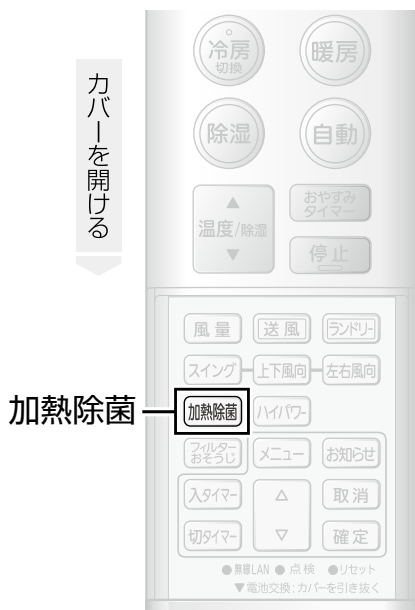 カバーを開ける
冷房
切換
暖房
除湿
自動
▲
温度/除湿
▼
おやすみ
タイマー
停止
風量
送風
ランドリー
スイング
上下風向
左右風向
加熱除菌
加熱除菌
ハイパワー
フィルター
おそうじ
メニュー
お知らせ
入タイマー
△
取消
切タイマー
▽
確定
●無線LAN ●点検 ●リセット
▼電池交換:カバーを引き抜く